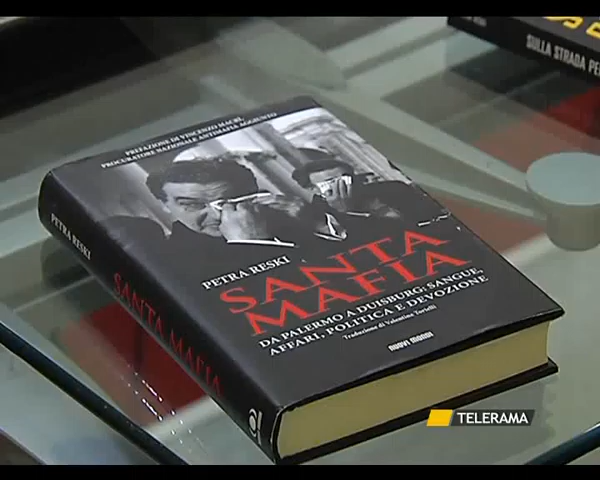 PREFAZIONE DI VINCENZO MACRÌ,
PROCURATORE NAZIONALE ANTIMAFIA AGGIUNTO
PETRA RESKI
SANTA
MAFIA
DA PALERMO A DUISBURG: SANGUE,
AFFARI, POLITICA E DEVOZIONE
Traduzione di Valentina Tortelli
NUOVI MONDI
PETRA RESKI
SANTA MAFIA
SULLA STRADA
TELERAMA